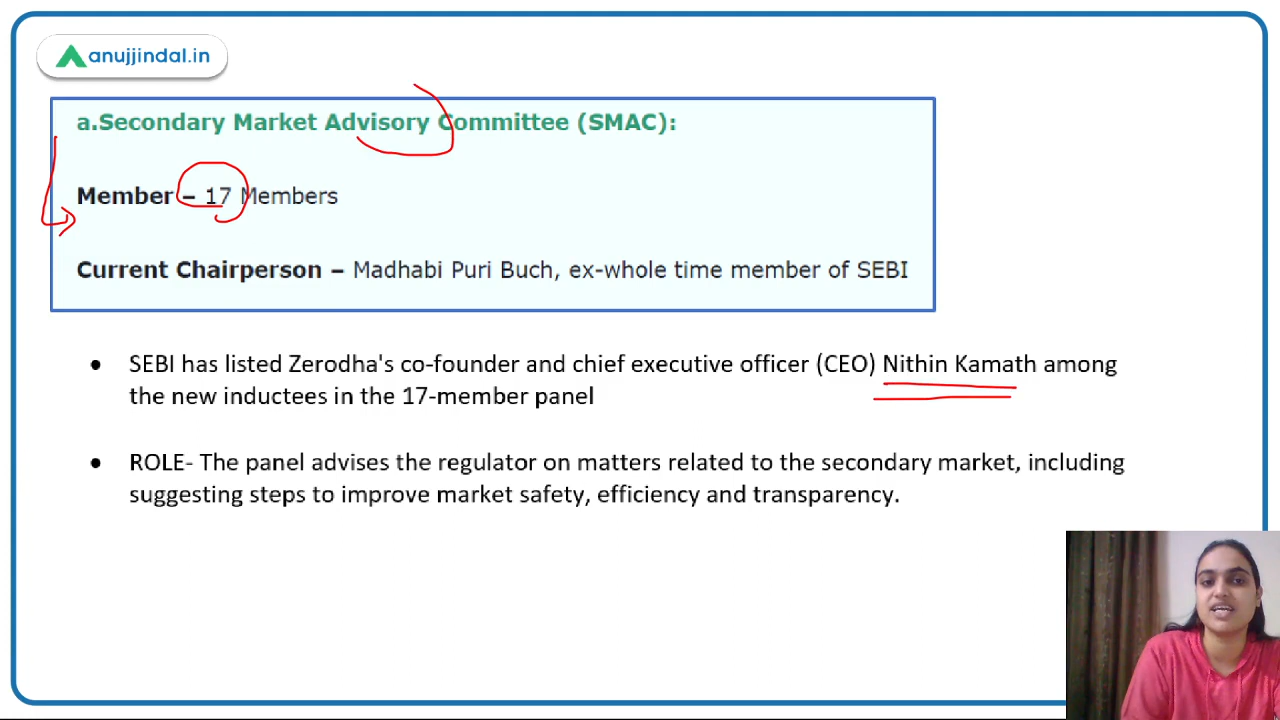 anujjindal.in
a.Secondary Market Advisory Committee (SMAC):
Member – 17 Members
Current Chairperson – Madhabi Puri Buch, ex-whole time member of SEBI
• SEBI has listed Zerodha's co-founder and chief executive officer (CEO) Nithin Kamath among
the new inductees in the 17-member panel
• ROLE- The panel advises the regulator on matters related to the secondary market, including
suggesting steps to improve market safety, efficiency and transparency.